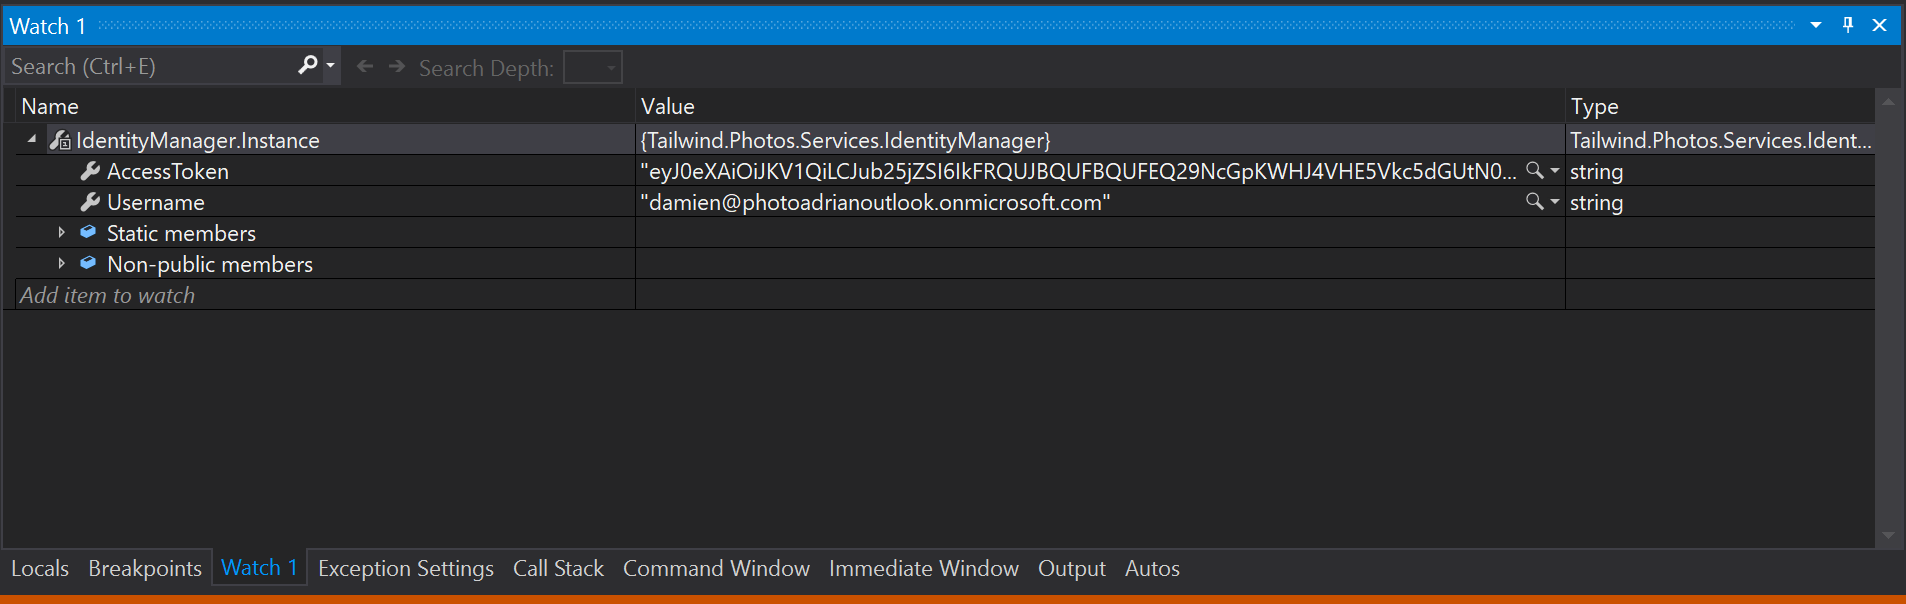 Watch 1
Search (Ctrl+E) Search Depth:
Name Value Type
IdentityManager.Instance {Tailwind.Photos.Services.IdentityManager} Tailwind.Photos.Services.Ident...
AccessToken "eyJ0eXAiOiJKV1QiLCJub25jZSI6IkFRQUJBQUFBQUFEQ29NcGpKWHJ4VHE5Vkc5dGUtN0... string
Username "damien@photoadrianoutlook.onmicrosoft.com" string
Static members
Non-public members
Add item to watch
Locals Breakpoints Watch 1 Exception Settings Call Stack Command Window Immediate Window Output Autos